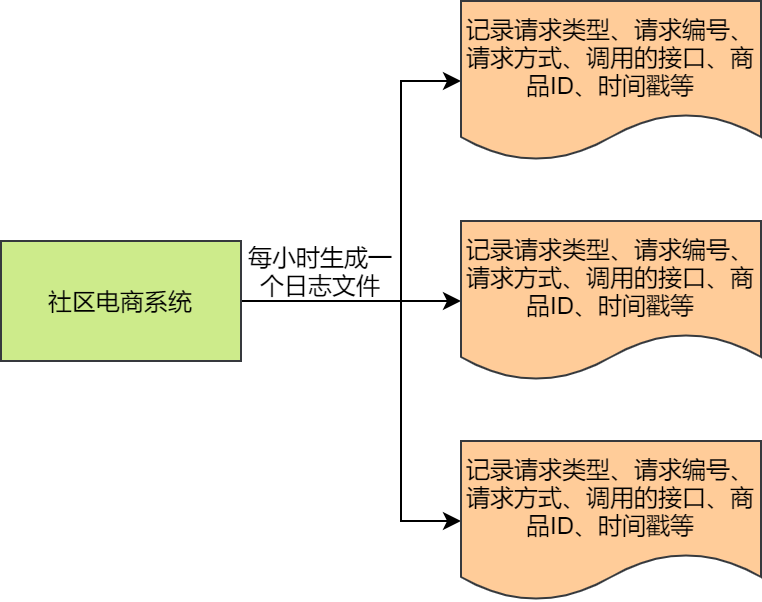 记录请求类型、请求编号、
请求方式、调用的接口、商
品ID、时间戳等
每小时生成一
个日志文件
社区电商系统
记录请求类型、请求编号、
请求方式、调用的接口、商
品ID、时间戳等
记录请求类型、请求编号、
请求方式、调用的接口、商
品ID、时间戳等